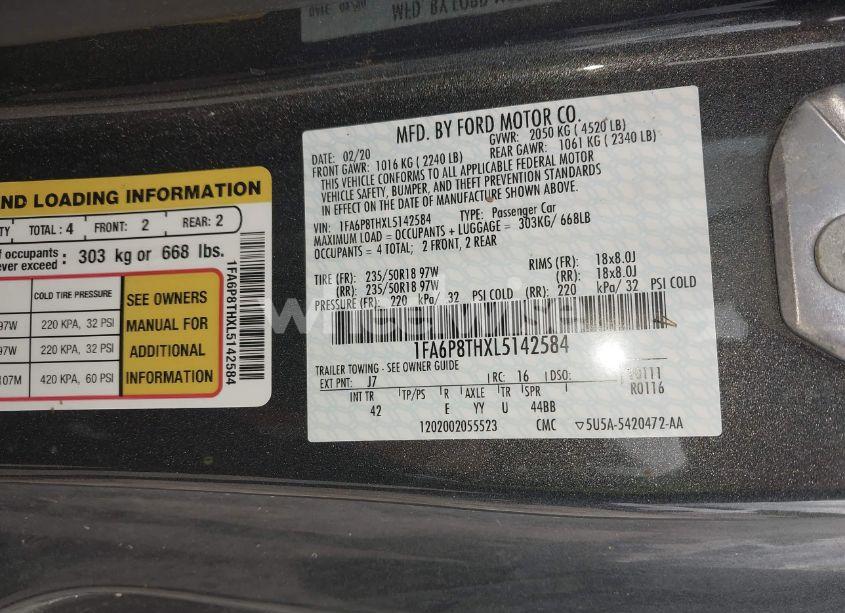 MFD. BY FORD MOTOR CO.
DATE: 02/20 GVWR: 2050 KG ( 4520 LB)
FRONT GAWR: 1016 KG ( 2240 LB) REAR GAWR: 1061 KG ( 2340 LB)
THIS VEHICLE CONFORMS TO ALL APPLICABLE FEDERAL MOTOR
VEHICLE SAFETY, BUMPER, AND THEFT PREVENTION STANDARDS
IN EFFECT ON THE DATE OF MANUFACTURE SHOWN ABOVE.
VIN: 1FA6P8THXL5142584 TYPE: Passenger Car
MAXIMUM LOAD = OCCUPANTS + LUGGAGE = 303KG/ 668LB
OCCUPANTS = 4 TOTAL; 2 FRONT, 2 REAR
TIRE (FR): 235/50R18 97W RIMS (FR): 18x8.0J
(RR): 235/50R18 97W (RR): 18x8.0J
PRESSURE (FR): 220 kPa/ 32 PSI COLD (RR): 220 kPa/ 32 PSI COLD
1FA6P8THXL5142584
TRAILER TOWING - SEE OWNER GUIDE
EXT PNT: J7 RC: 16 DSO:
R0116
INT TR TP/PS R AXLE TR SPR
42 E YY U 44BB
1202002055523 CMC ▽5U5A-5420472-AA
ND LOADING INFORMATION
TOTAL : 4 FRONT: 2 REAR: 2
f occupants
ever exceed : 303 kg or 668 lbs.
COLD TIRE PRESSURE
97W 220 KPA, 32 PSI
97W 220 KPA, 32 PSI
107M 420 KPA, 60 PSI
SEE OWNERS
MANUAL FOR
ADDITIONAL
INFORMATION
1FA6P8THXL5142584